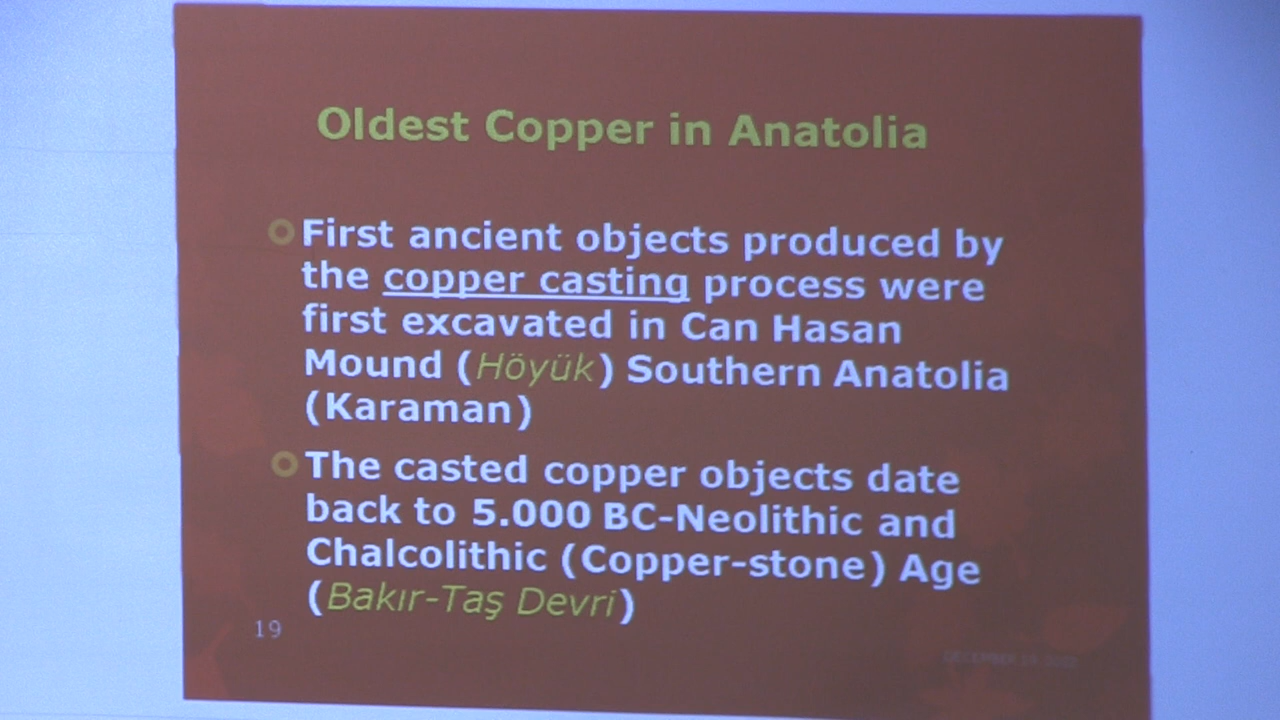 Oldest Copper in Anatolia
First ancient objects produced by
the copper casting process were
first excavated in Can Hasan
Mound (Höyük) Southern Anatolia
(Karaman)
The casted copper objects date
back to 5.000 BC-Neolithic and
Chalcolithic (Copper-stone) Age
(Bakır-Taş Devri)
19
DECEMBER